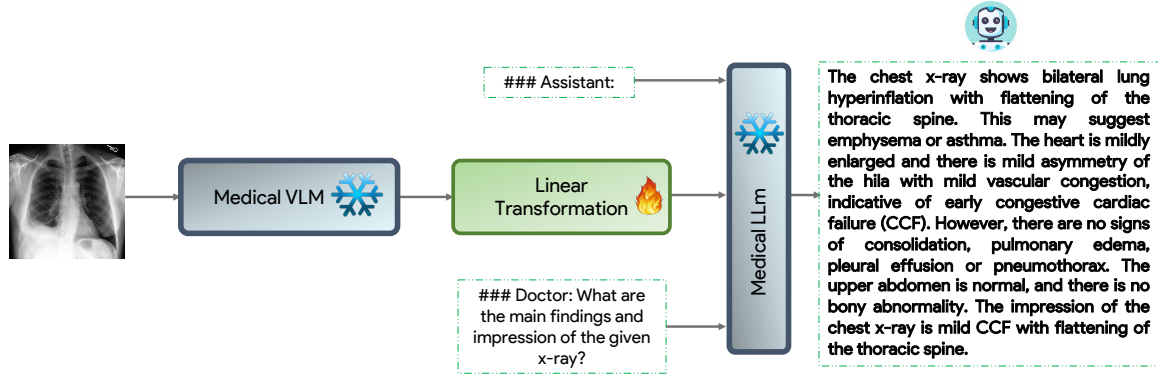 ### Assistant:
Medical VLM
Linear
Transformation
Medical LLm
### Doctor: What are
the main findings and
impression of the given
x-ray?
The chest x-ray shows bilateral lung
hyperinflation with flattening of the
thoracic spine. This may suggest
emphysema or asthma. The heart is mildly
enlarged and there is mild asymmetry of
the hila with mild vascular congestion,
indicative of early congestive cardiac
failure (CCF). However, there are no signs
of consolidation, pulmonary edema,
pleural effusion or pneumothorax. The
upper abdomen is normal, and there is no
bony abnormality. The impression of the
chest x-ray is mild CCF with flattening of
the thoracic spine.